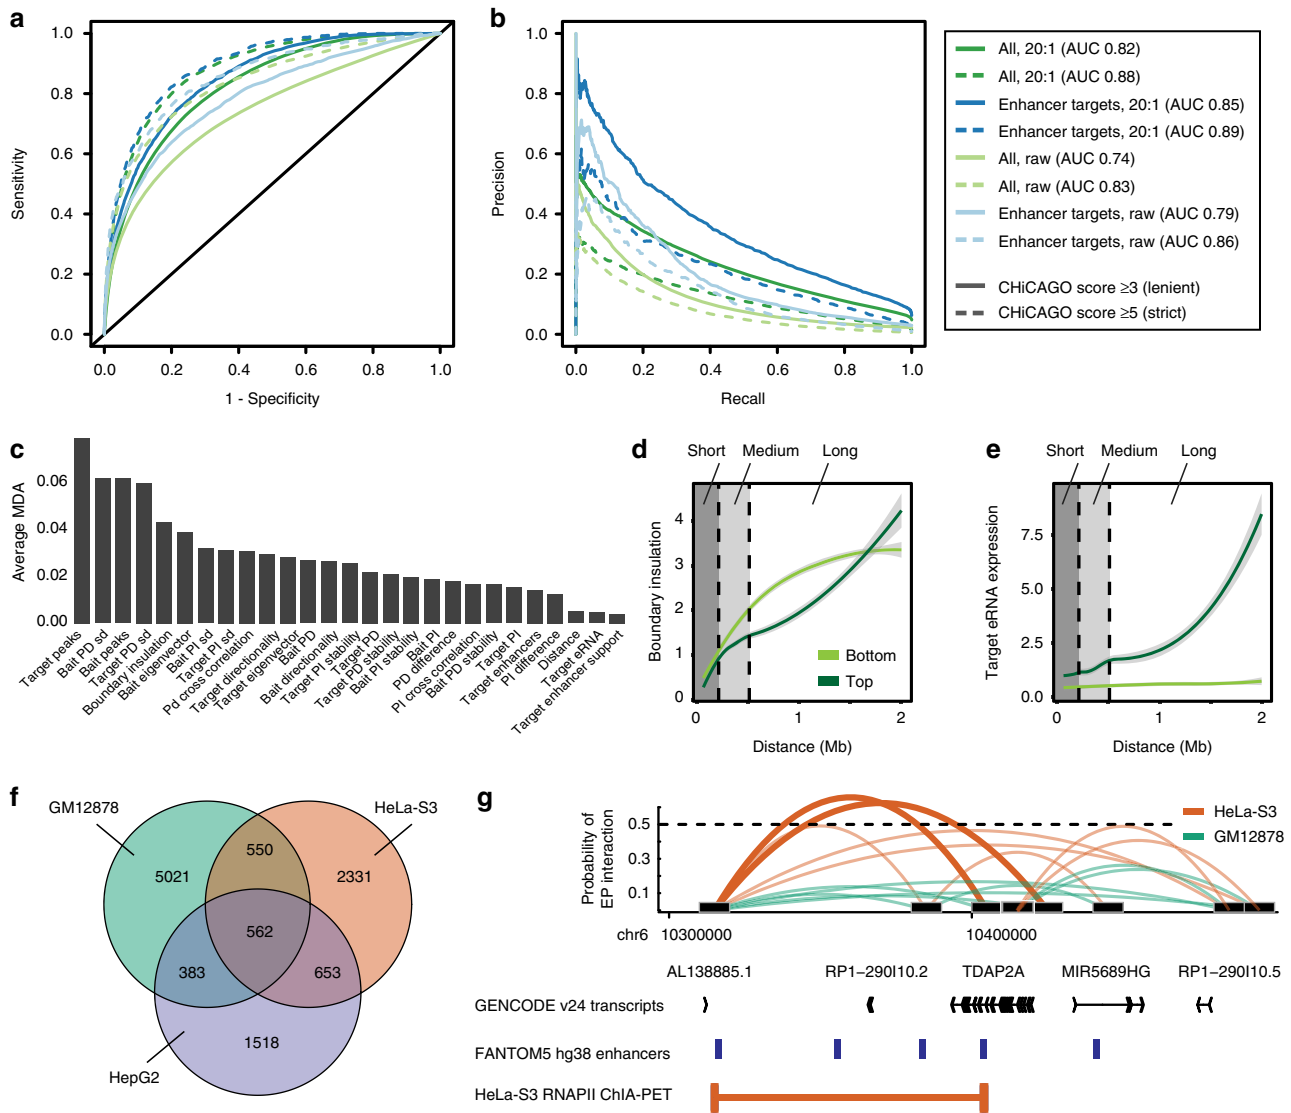 a
1.0
0.8
0.6
0.4
0.2
0.0
Sensitivity
0.0 0.2 0.4 0.6 0.8 1.0
1 - Specificity
b
1.0
0.8
0.6
0.4
0.2
0.0
Precision
0.0 0.2 0.4 0.6 0.8 1.0
Recall
All, 20:1 (AUC 0.82)
All, 20:1 (AUC 0.88)
Enhancer targets, 20:1 (AUC 0.85)
Enhancer targets, 20:1 (AUC 0.89)
All, raw (AUC 0.74)
All, raw (AUC 0.83)
Enhancer targets, raw (AUC 0.79)
Enhancer targets, raw (AUC 0.86)
CHiCAGO score ≥3 (lenient)
CHiCAGO score ≥5 (strict)
c
Average MDA
0.06
0.04
0.02
0.00
Target peaks
Bait PD sd
Bait peaks
Target PD sd
Boundary insulation
Bait eigenvector
Bait PI sd
Target PI sd
Pd cross correlation
Target directionality
Target eigenvector
Bait PD
Bait directionality
Target PI stability
Target PD
Target PD stability
Bait PI stability
Bait PI
PD difference
PI cross correlation
Bait PD stability
Target PI
Target enhancers
PI difference
Distance
Target eRNA
Target enhancer support
d
Short Medium Long
Boundary insulation
4
3
2
1
0
Bottom
Top
0 1 2
Distance (Mb)
e
Short Medium Long
Target eRNA expression
7.5
5.0
2.5
0.0
0 1 2
Distance (Mb)
f
GM12878
HeLa-S3
HepG2
5021
550
2331
562
383
653
1518
g
Probability of
EP interaction
0.5
0.3
0.1
HeLa-S3
GM12878
chr6 10300000 10400000
AL138885.1 RP1−290I10.2 TDAP2A MIR5689HG RP1−290I10.5
GENCODE v24 transcripts
FANTOM5 hg38 enhancers
HeLa-S3 RNAPII ChIA-PET